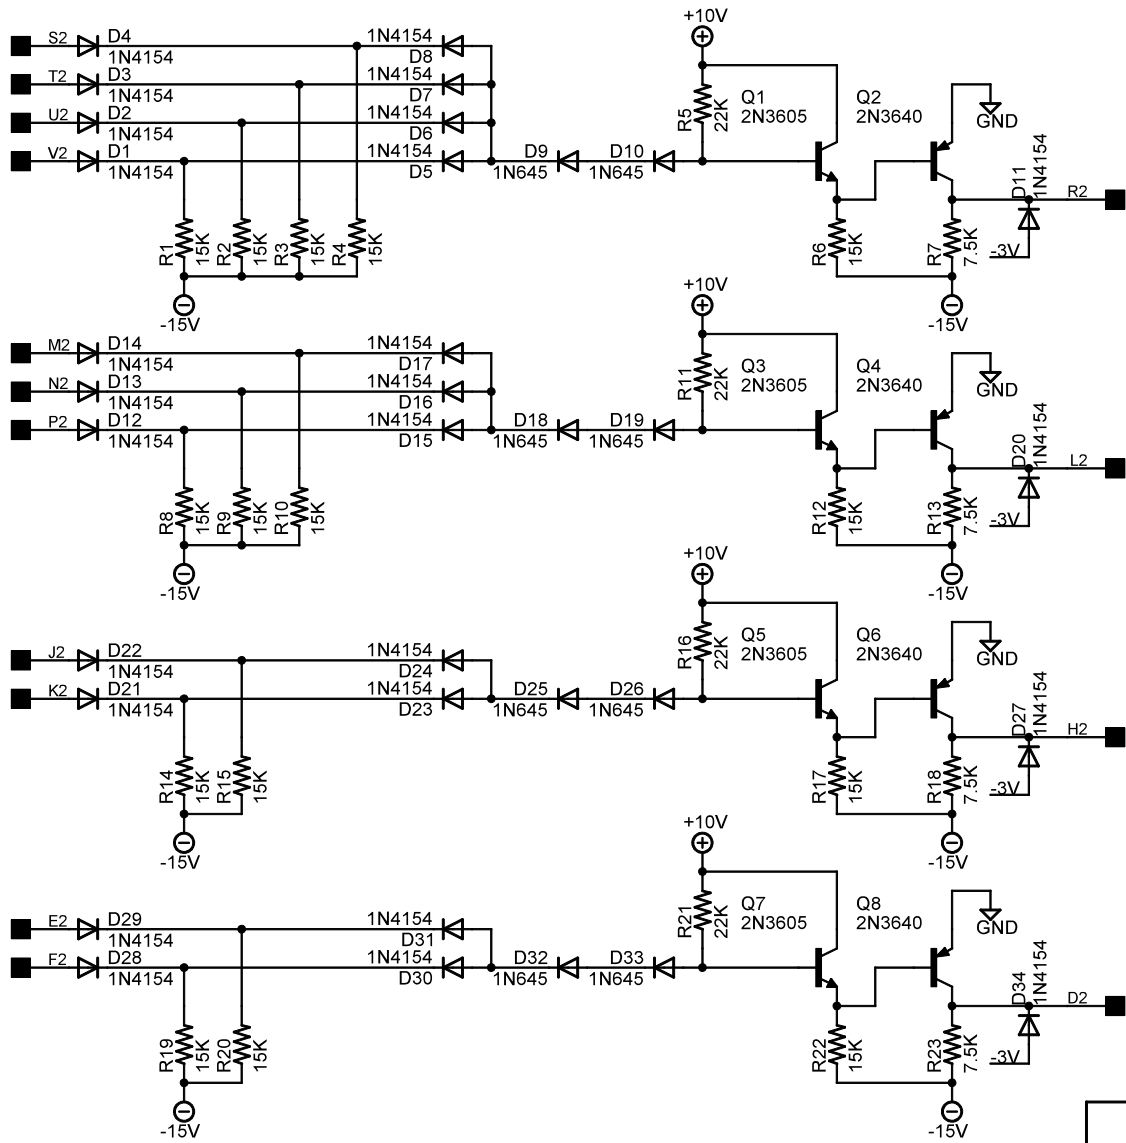 +10V
S2 D4 1N4154 1N4154 D8
T2 D3 1N4154 1N4154 D7
U2 D2 1N4154 1N4154 D6
V2 D1 1N4154 1N4154 D5
D9 1N645 D10 1N645
R5 22K
Q1 2N3605
Q2 2N3640
GND
D11 1N4154
R2
R1 15K R2 15K R3 15K R4 15K
R6 15K R7 7.5K -3V
-15V -15V
+10V
M2 D14 1N4154 1N4154 D17
N2 D13 1N4154 1N4154 D16
P2 D12 1N4154 1N4154 D15
D18 1N645 D19 1N645
R11 22K
Q3 2N3605
Q4 2N3640
GND
D20 1N4154
L2
R8 15K R9 15K R10 15K
R12 15K R13 7.5K -3V
-15V -15V
+10V
J2 D22 1N4154 1N4154 D24
K2 D21 1N4154 1N4154 D23
D25 1N645 D26 1N645
R16 22K
Q5 2N3605
Q6 2N3640
GND
D27 1N4154
H2
R14 15K R15 15K
R17 15K R18 7.5K -3V
-15V -15V
+10V
E2 D29 1N4154 1N4154 D31
F2 D28 1N4154 1N4154 D30
D32 1N645 D33 1N645
R21 22K
Q7 2N3605
Q8 2N3640
GND
D34 1N4154
D2
R19 15K R20 15K
R22 15K R23 7.5K -3V
-15V -15V